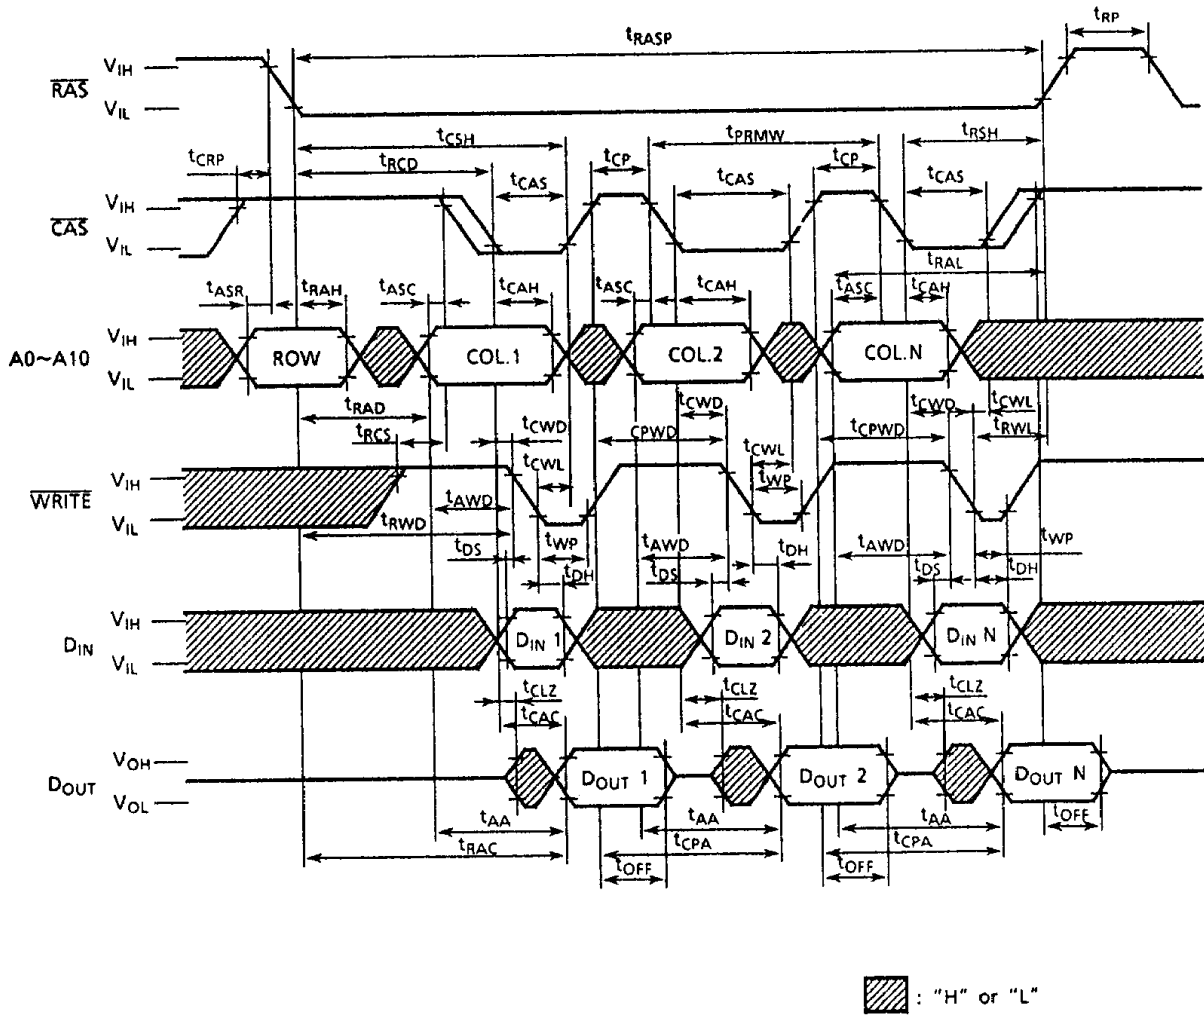 tRASP
tRP
RAS
VIH
VIL
tCSH
tPRMW
tRSH
tCRP
tRCD
tCP
tCP
tCAS
tCAS
tCAS
CAS
VIH
VIL
tRAL
tASR
tRAH
tASC
tCAH
tASC
tCAH
tASC
tCAH
A0~A10
VIH
VIL
ROW
COL.1
COL.2
COL.N
tRAD
tCWD
tCWD
tCWL
tRCS
tCWD
CPWD
tCPWD
tRWL
tCWL
tCWL
WRITE
VIH
VIL
tAWD
tWP
tRWD
tDS
tWP
tAWD
tDH
tAWD
tWP
tDH
tDS
tDS
tDH
DIN
VIH
VIL
DIN 1
DIN 2
DIN N
tCLZ
tCLZ
tCLZ
tCAC
tCAC
tCAC
DOUT
VOH
VOL
DOUT 1
DOUT 2
DOUT N
tAA
tAA
tAA
tOFF
tRAC
tCPA
tCPA
tOFF
tOFF
: "H" or "L"